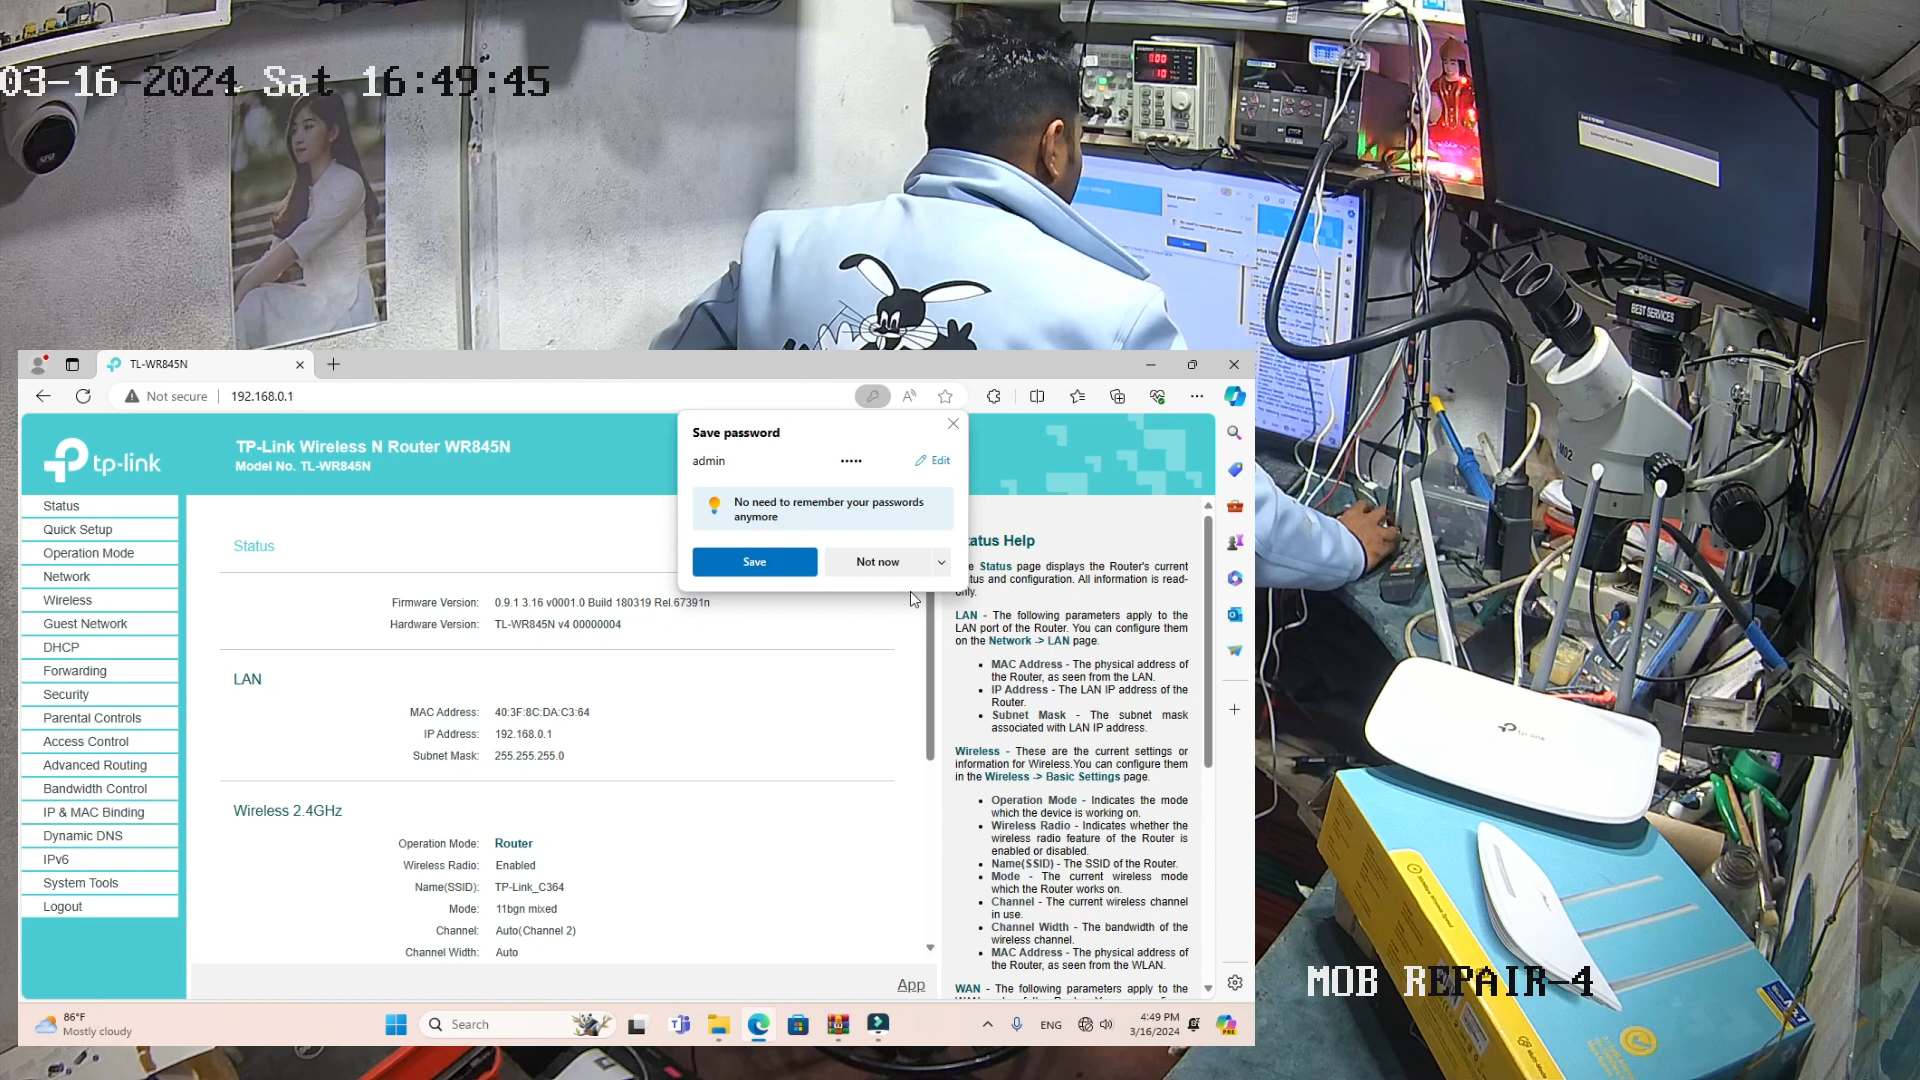 03-16-2024 Sat 16:49:45
DELL
BEST SERVICES
TL-WR845N
Not secure
192.168.0.1
tp-link
TP-Link Wireless N Router WR845N
Model No. TL-WR845N
Save password
admin
•••••
Edit
No need to remember your passwords
anymore
Save
Not now
Status
Quick Setup
Operation Mode
Network
Wireless
Guest Network
DHCP
Forwarding
Security
Parental Controls
Access Control
Advanced Routing
Bandwidth Control
IP & MAC Binding
Dynamic DNS
IPv6
System Tools
Logout
Status
Firmware Version: 0.9.1 3.16 v0001.0 Build 180319 Rel.67391n
Hardware Version: TL-WR845N v4 00000004
LAN
MAC Address: 40:3F:8C:DA:C3:64
IP Address: 192.168.0.1
Subnet Mask: 255.255.255.0
Wireless 2.4GHz
Operation Mode: Router
Wireless Radio: Enabled
Name(SSID): TP-Link_C364
Mode: 11bgn mixed
Channel: Auto(Channel 2)
Channel Width: Auto
App
tatus Help
e Status page displays the Router's current
tus and configuration. All information is read-
only.
LAN - The following parameters apply to the
LAN port of the Router. You can configure them
on the Network -> LAN page.
• MAC Address - The physical address of
the Router, as seen from the LAN.
• IP Address - The LAN IP address of the
Router.
• Subnet Mask - The subnet mask
associated with LAN IP address.
Wireless - These are the current settings or
information for Wireless.You can configure them
in the Wireless -> Basic Settings page.
• Operation Mode - Indicates the mode
which the device is working on.
• Wireless Radio - Indicates whether the
wireless radio feature of the Router is
enabled or disabled.
• Name(SSID) - The SSID of the Router.
• Mode - The current wireless mode
which the Router works on.
• Channel - The current wireless channel
in use.
• Channel Width - The bandwidth of the
wireless channel.
• MAC Address - The physical address of
the Router, as seen from the WLAN.
WAN - The following parameters apply to the
86°F
Mostly cloudy
Search
ENG
4:49 PM
3/16/2024
PRE
MOB REPAIR-4